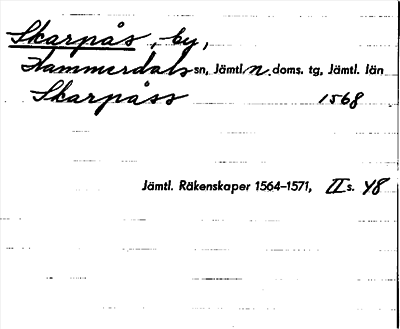 Skarpås, by,
Hammerdals sn, Jämtl. n. doms. tg, Jämtl. län
Skarpåss 1568
Jämtl. Räkenskaper 1564–1571, II s. 48